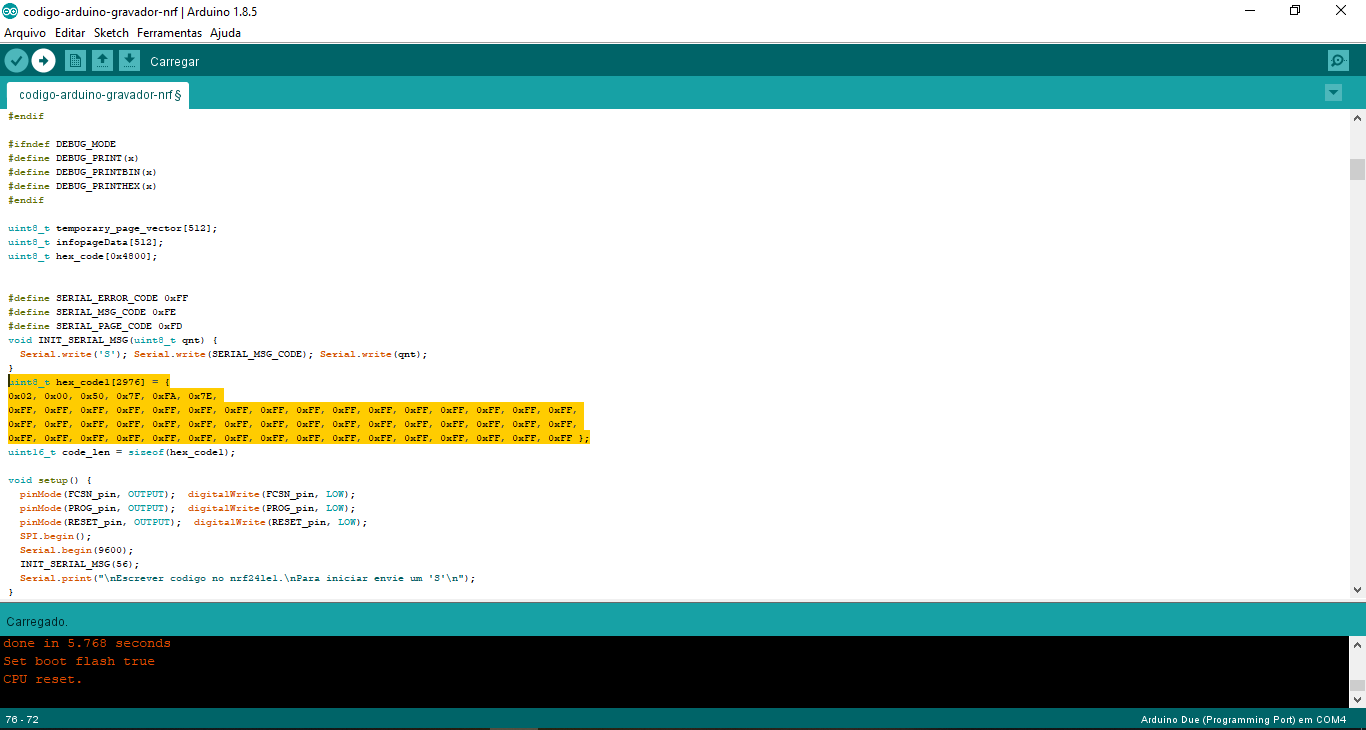 codigo-arduino-gravador-nrf | Arduino 1.8.5
Arquivo Editar Sketch Ferramentas Ajuda
Carregar
codigo-arduino-gravador-nrf §
#endif
#ifndef DEBUG_MODE
#define DEBUG_PRINT(x)
#define DEBUG_PRINTBIN(x)
#define DEBUG_PRINTHEX(x)
#endif
uint8_t temporary_page_vector[512];
uint8_t infopageData[512];
uint8_t hex_code[0x4800];
#define SERIAL_ERROR_CODE 0xFF
#define SERIAL_MSG_CODE 0xFE
#define SERIAL_PAGE_CODE 0xFD
void INIT_SERIAL_MSG(uint8_t qnt) {
Serial.write('S'); Serial.write(SERIAL_MSG_CODE); Serial.write(qnt);
}
uint8_t hex_code1[2976] = {
0x02, 0x00, 0x50, 0x7F, 0xFA, 0x7E,
0xFF, 0xFF, 0xFF, 0xFF, 0xFF, 0xFF, 0xFF, 0xFF, 0xFF, 0xFF, 0xFF, 0xFF, 0xFF, 0xFF, 0xFF, 0xFF,
0xFF, 0xFF, 0xFF, 0xFF, 0xFF, 0xFF, 0xFF, 0xFF, 0xFF, 0xFF, 0xFF, 0xFF, 0xFF, 0xFF, 0xFF, 0xFF,
0xFF, 0xFF, 0xFF, 0xFF, 0xFF, 0xFF, 0xFF, 0xFF, 0xFF, 0xFF, 0xFF, 0xFF, 0xFF, 0xFF, 0xFF, 0xFF };
uint16_t code_len = sizeof(hex_code1);
void setup() {
pinMode(FCSN_pin, OUTPUT); digitalWrite(FCSN_pin, LOW);
pinMode(PROG_pin, OUTPUT); digitalWrite(PROG_pin, LOW);
pinMode(RESET_pin, OUTPUT); digitalWrite(RESET_pin, LOW);
SPI.begin();
Serial.begin(9600);
INIT_SERIAL_MSG(56);
Serial.print("\nEscrever codigo no nrf24le1.\nPara iniciar envie um 'S'\n");
}
Carregado.
done in 5.768 seconds
Set boot flash true
CPU reset.
76 - 72
Arduino Due (Programming Port) em COM4